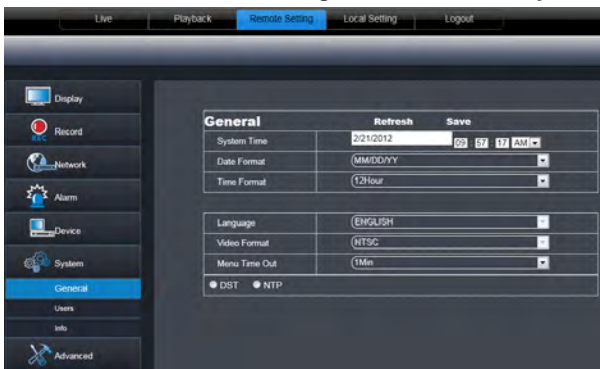 Live Playback Remote Setting Local Setting Logout
Display
Record
REC
Network
Alarm
Device
System
General
Users
Info
Advanced
General Refresh Save
System Time 2/21/2012 09 : 57 : 17 AM
Date Format MM/DD/YY
Time Format 12Hour
Language ENGLISH
Video Format NTSC
Menu Time Out 1Min
DST NTP